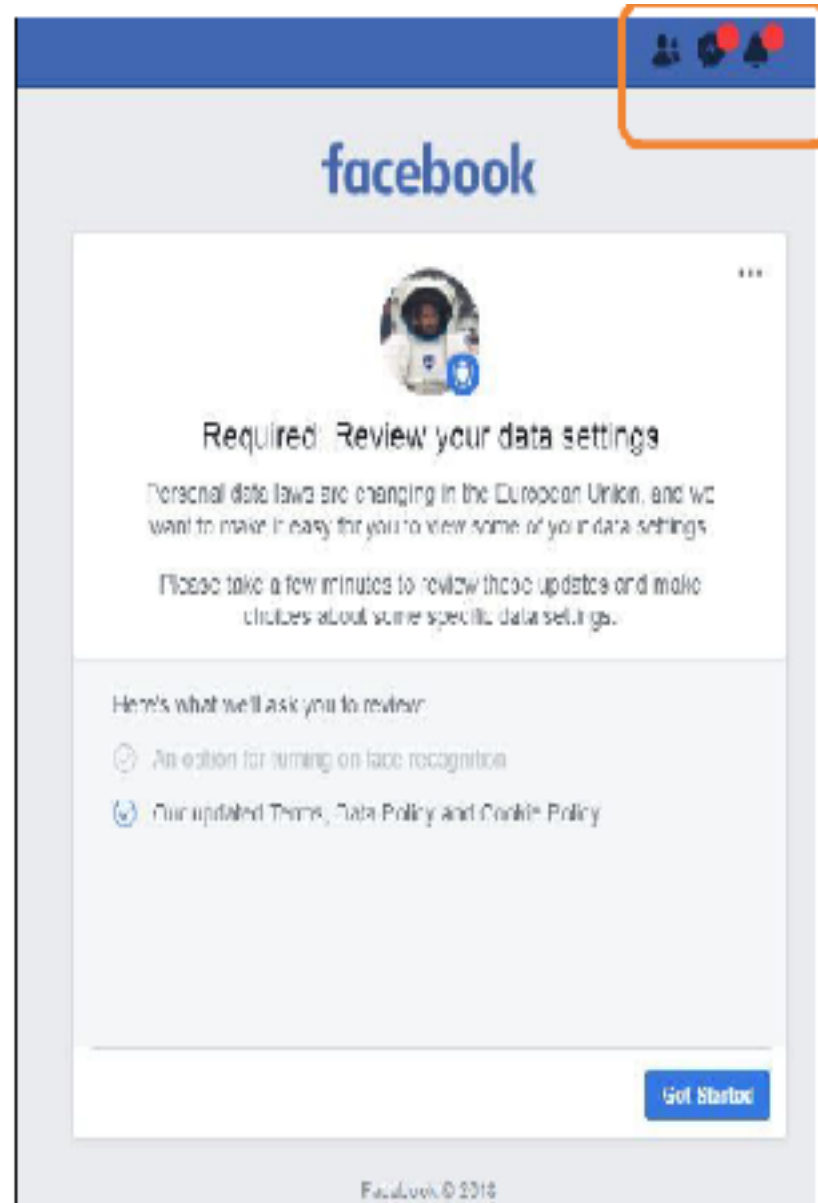 facebook
Required: Review your data settings
Personal data laws are changing in the European Union, and we
want to make it easy for you to view some of your data settings.
Please take a few minutes to review these updates and make
choices about some specific data settings.
Here's what we'll ask you to review:
An option for turning on face recognition
Our updated Terms, Data Policy and Cookie Policy
Get Started
Facebook © 2018